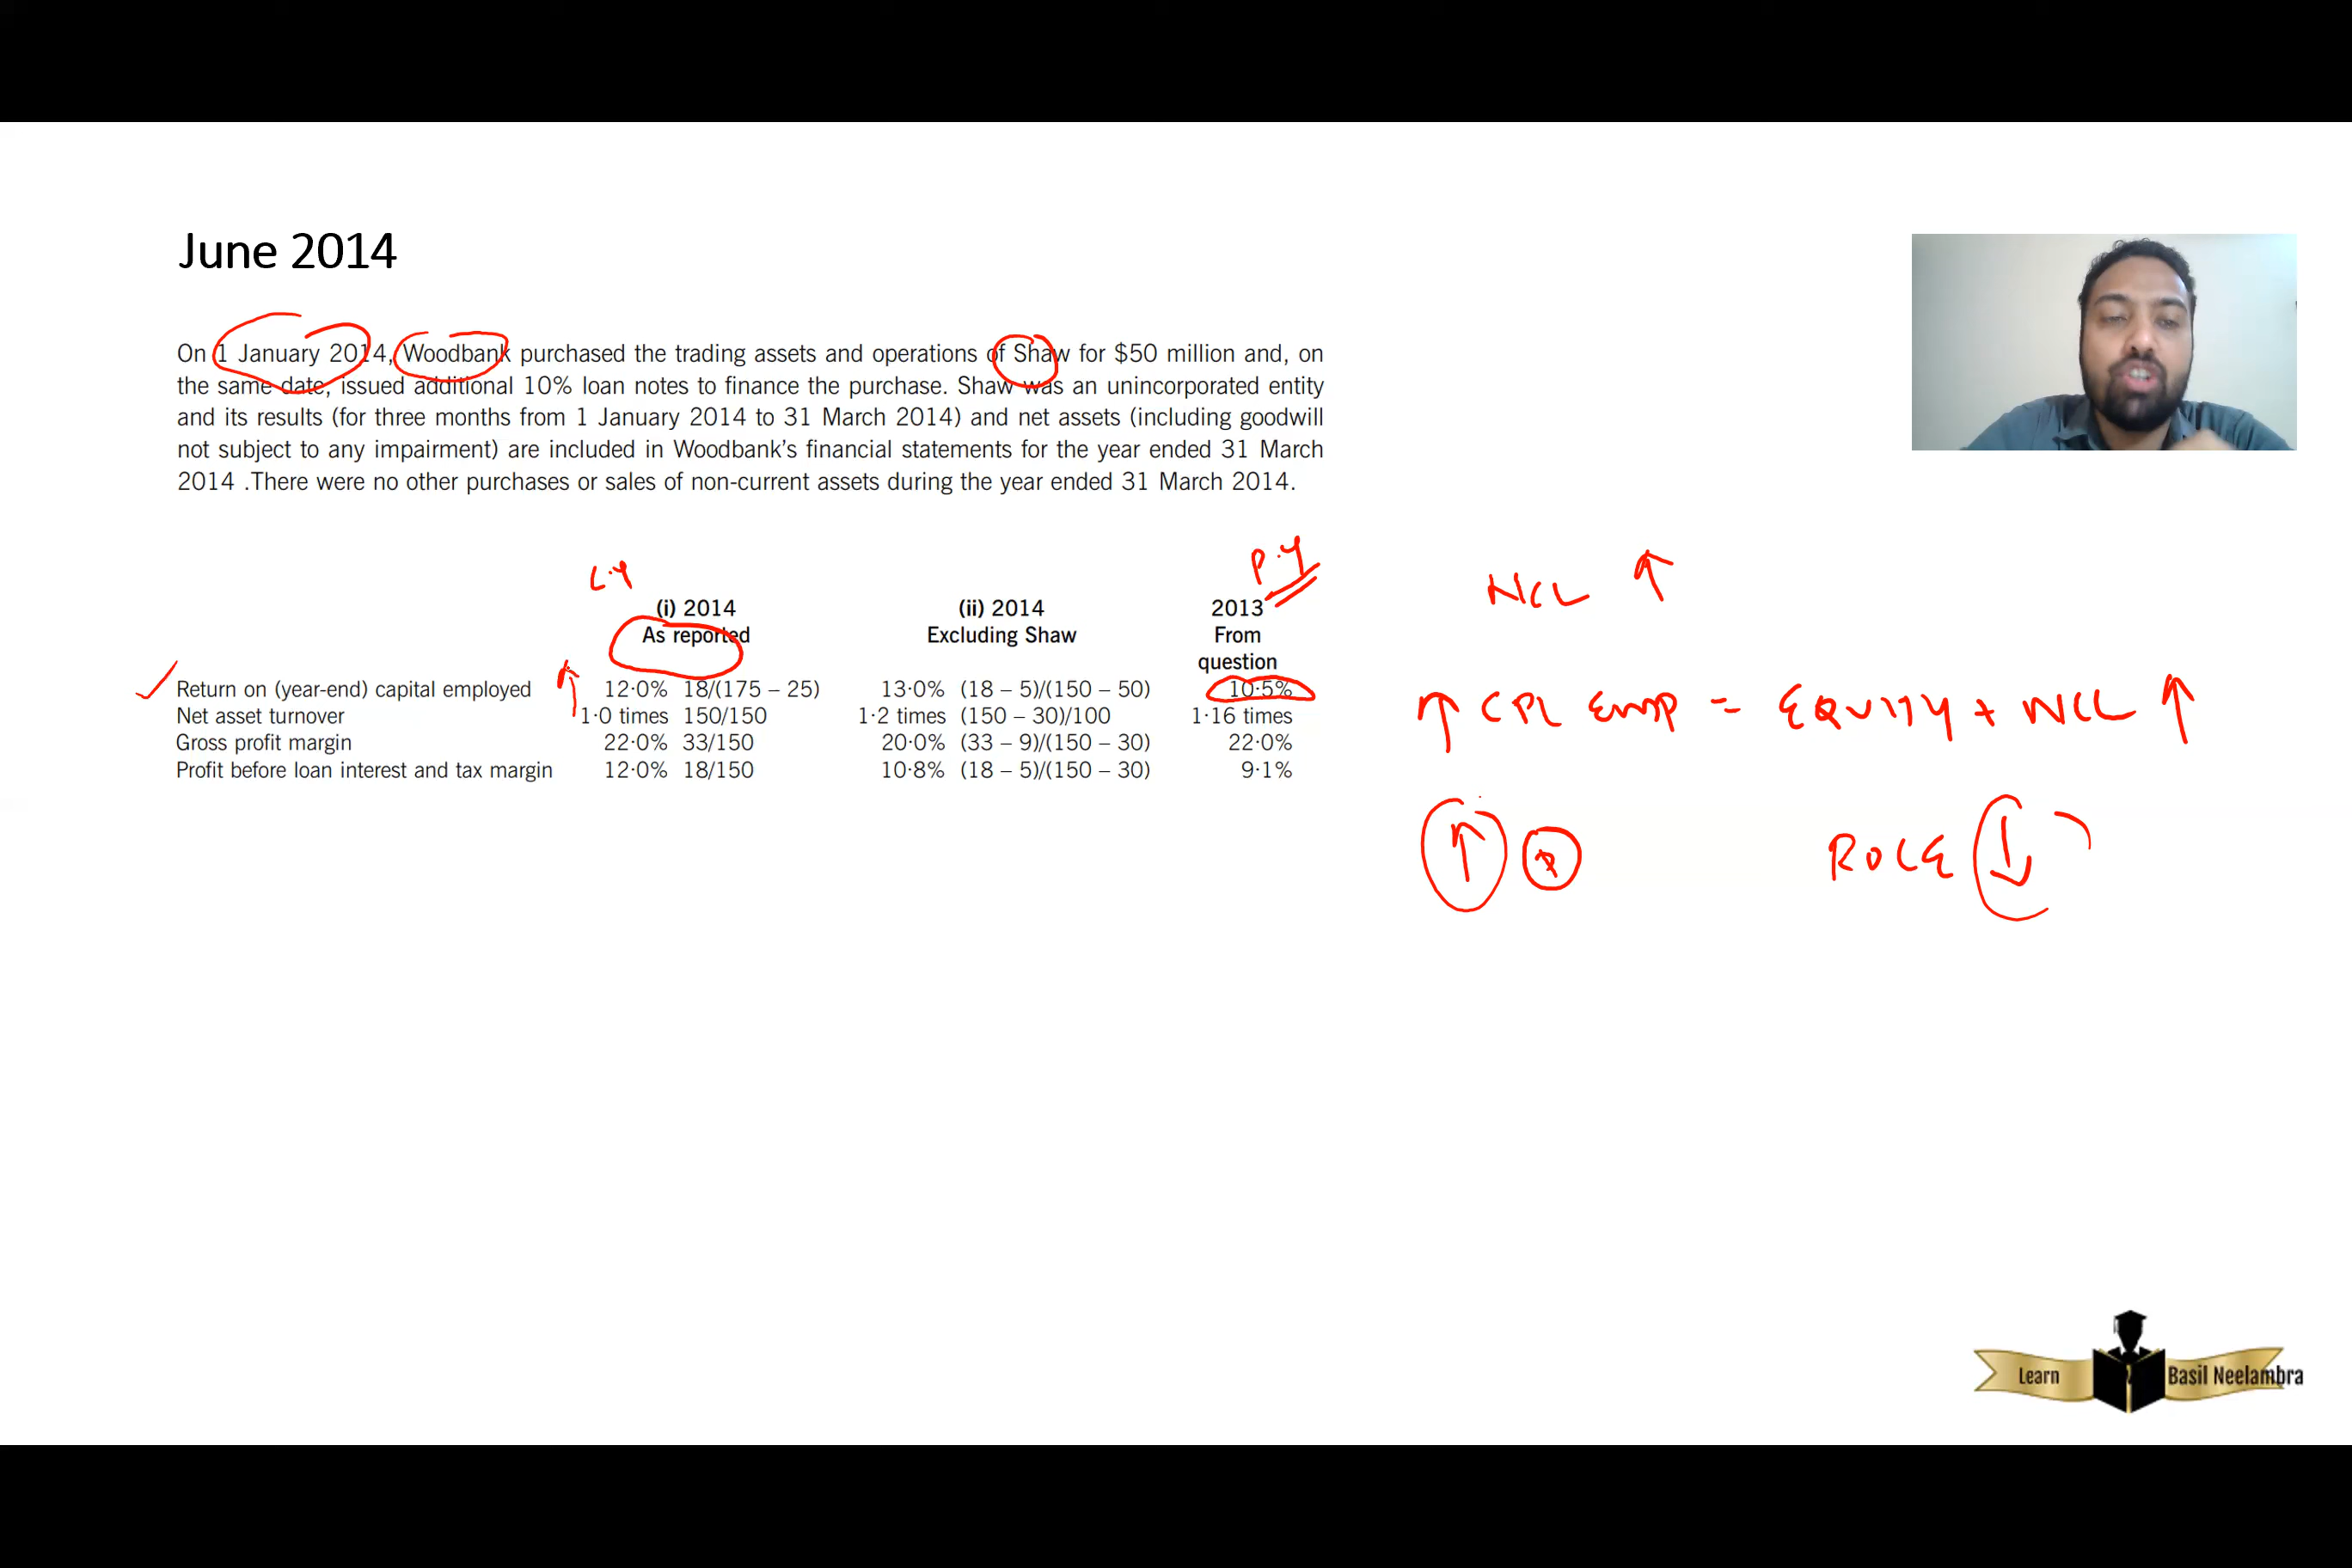 June 2014
On 1 January 2014, Woodbank purchased the trading assets and operations of Shaw for $50 million and, on
the same date, issued additional 10% loan notes to finance the purchase. Shaw was an unincorporated entity
and its results (for three months from 1 January 2014 to 31 March 2014) and net assets (including goodwill
not subject to any impairment) are included in Woodbank's financial statements for the year ended 31 March
2014 .There were no other purchases or sales of non-current assets during the year ended 31 March 2014.
P.Y
C.Y
NCL ↑
(i) 2014 (ii) 2014 2013
As reported Excluding Shaw From
question
Return on (year-end) capital employed 12·0% 18/(175 – 25) 13·0% (18 – 5)/(150 – 50) 10·5%
Net asset turnover 1·0 times 150/150 1·2 times (150 – 30)/100 1·16 times
Gross profit margin 22·0% 33/150 20·0% (33 – 9)/(150 – 30) 22·0%
Profit before loan interest and tax margin 12·0% 18/150 10·8% (18 – 5)/(150 – 30) 9·1%
↑ CPL EMP = EQUITY + NCL ↑
↑ ROCE ↓
Learn Basil Neelambra